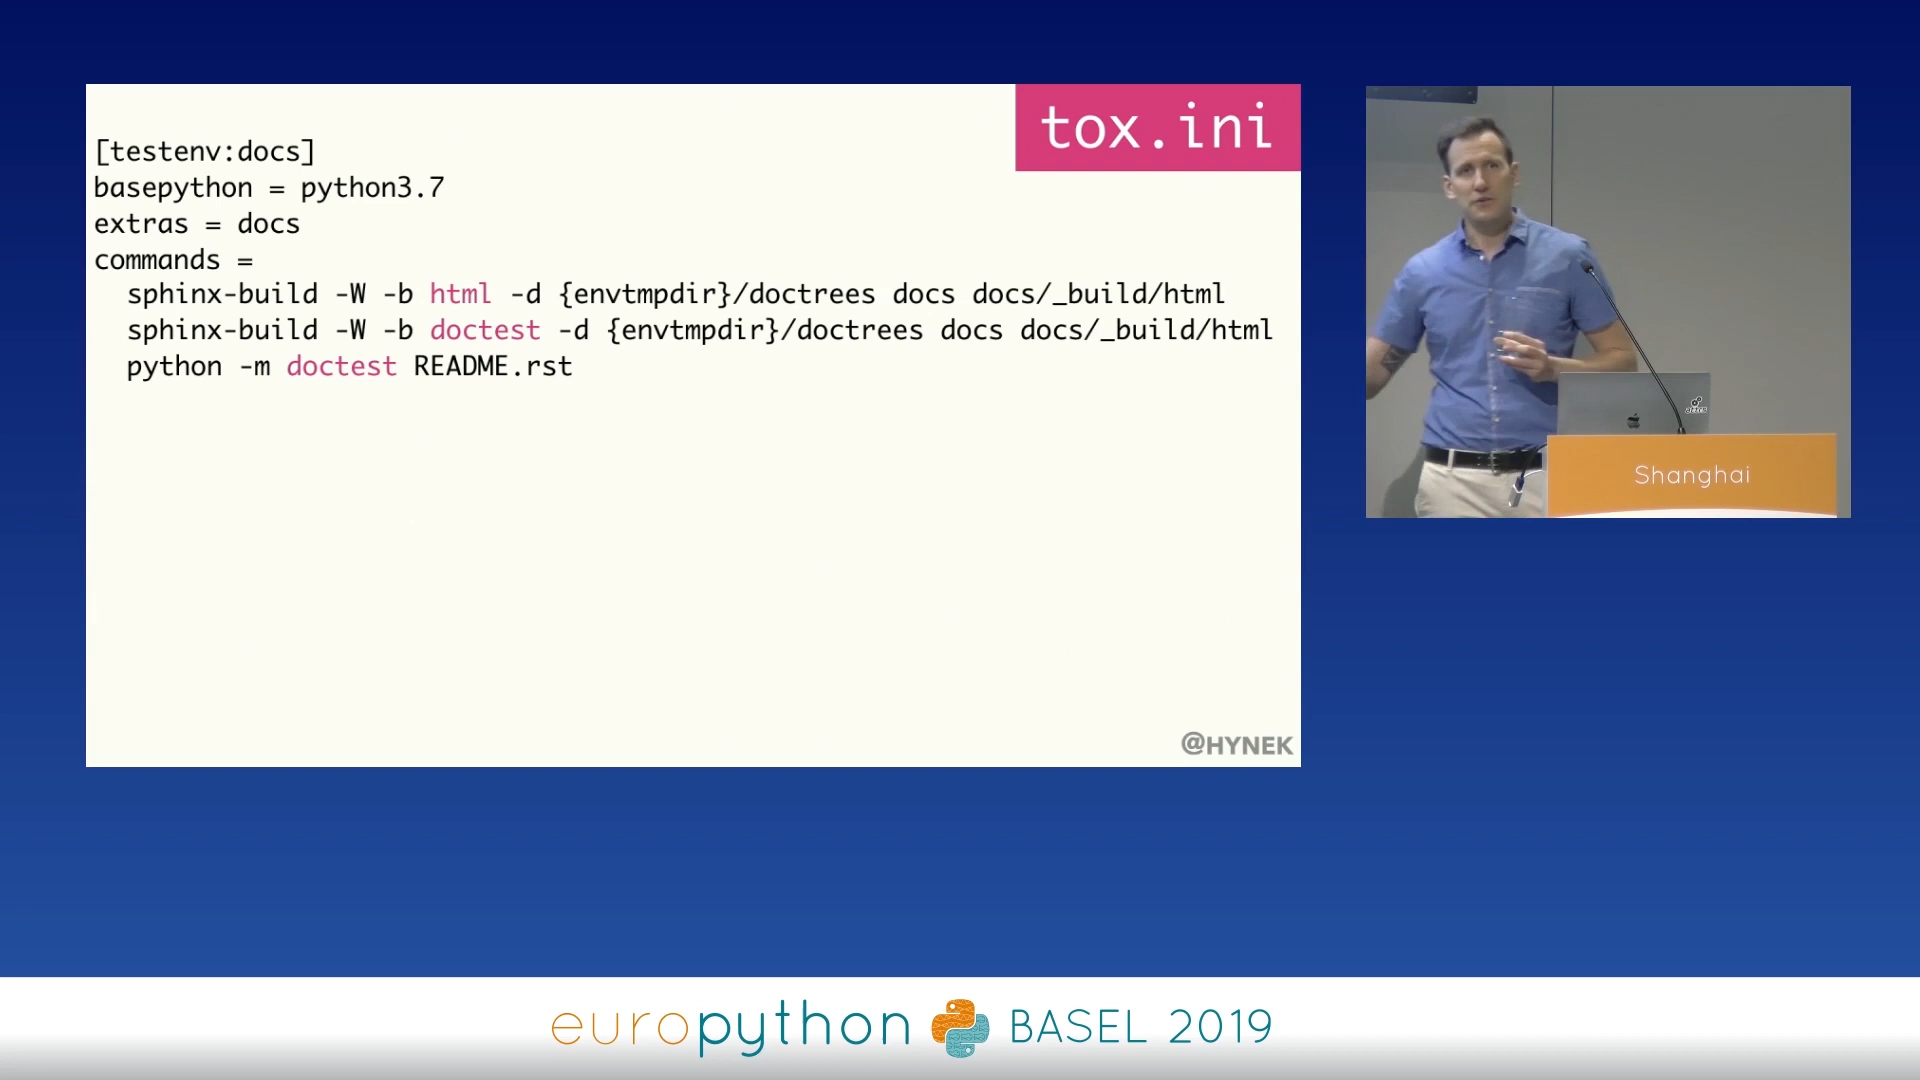 tox.ini
[testenv:docs]
basepython = python3.7
extras = docs
commands =
sphinx-build -W -b html -d {envtmpdir}/doctrees docs docs/_build/html
sphinx-build -W -b doctest -d {envtmpdir}/doctrees docs docs/_build/html
python -m doctest README.rst
@HYNEK
Shanghai
europython BASEL 2019